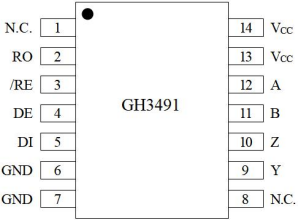 N.C. 1 14 VCC
RO 2 13 VCC
/RE 3 12 A
GH3491
DE 4 11 B
DI 5 10 Z
GND 6 9 Y
GND 7 8 N.C.